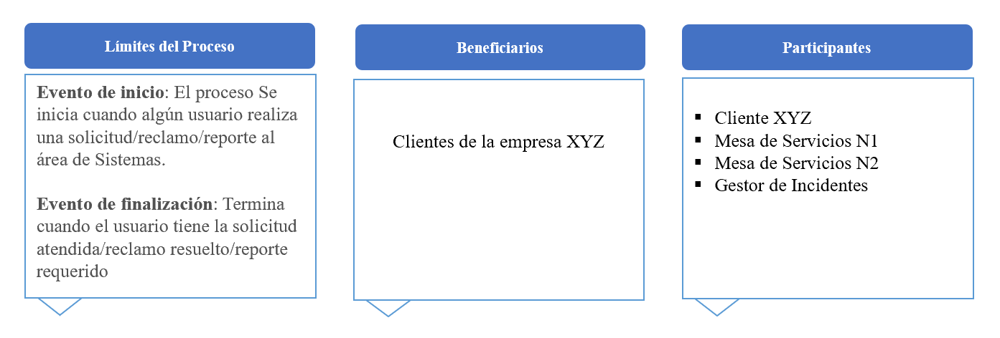 Límites del Proceso
Evento de inicio: El proceso Se
inicia cuando algún usuario realiza
una solicitud/reclamo/reporte al
área de Sistemas.
Evento de finalización: Termina
cuando el usuario tiene la solicitud
atendida/reclamo resuelto/reporte
requerido
Beneficiarios
Clientes de la empresa XYZ
Participantes
▪ Cliente XYZ
▪ Mesa de Servicios N1
▪ Mesa de Servicios N2
▪ Gestor de Incidentes